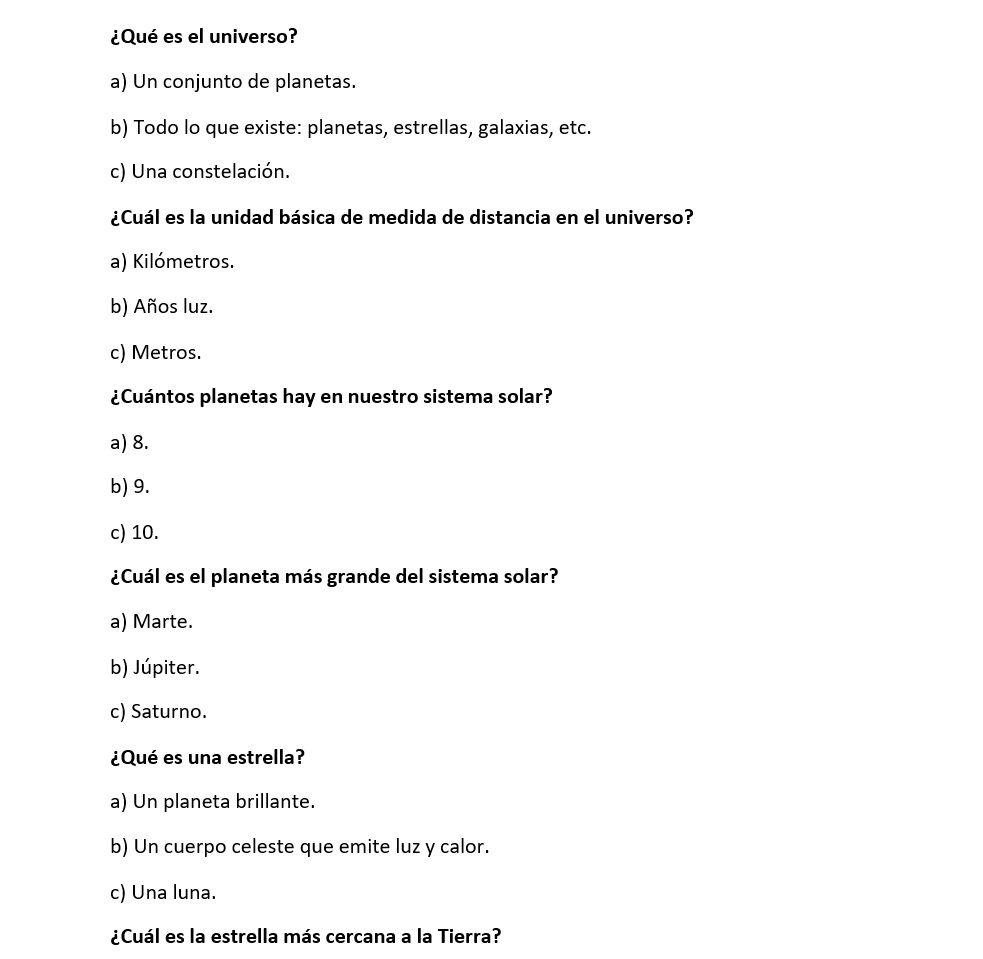 ¿Qué es el universo?
a) Un conjunto de planetas.
b) Todo lo que existe: planetas, estrellas, galaxias, etc.
c) Una constelación.
¿Cuál es la unidad básica de medida de distancia en el universo?
a) Kilómetros.
b) Años luz.
c) Metros.
¿Cuántos planetas hay en nuestro sistema solar?
a) 8.
b) 9.
c) 10.
¿Cuál es el planeta más grande del sistema solar?
a) Marte.
b) Júpiter.
c) Saturno.
¿Qué es una estrella?
a) Un planeta brillante.
b) Un cuerpo celeste que emite luz y calor.
c) Una luna.
¿Cuál es la estrella más cercana a la Tierra?